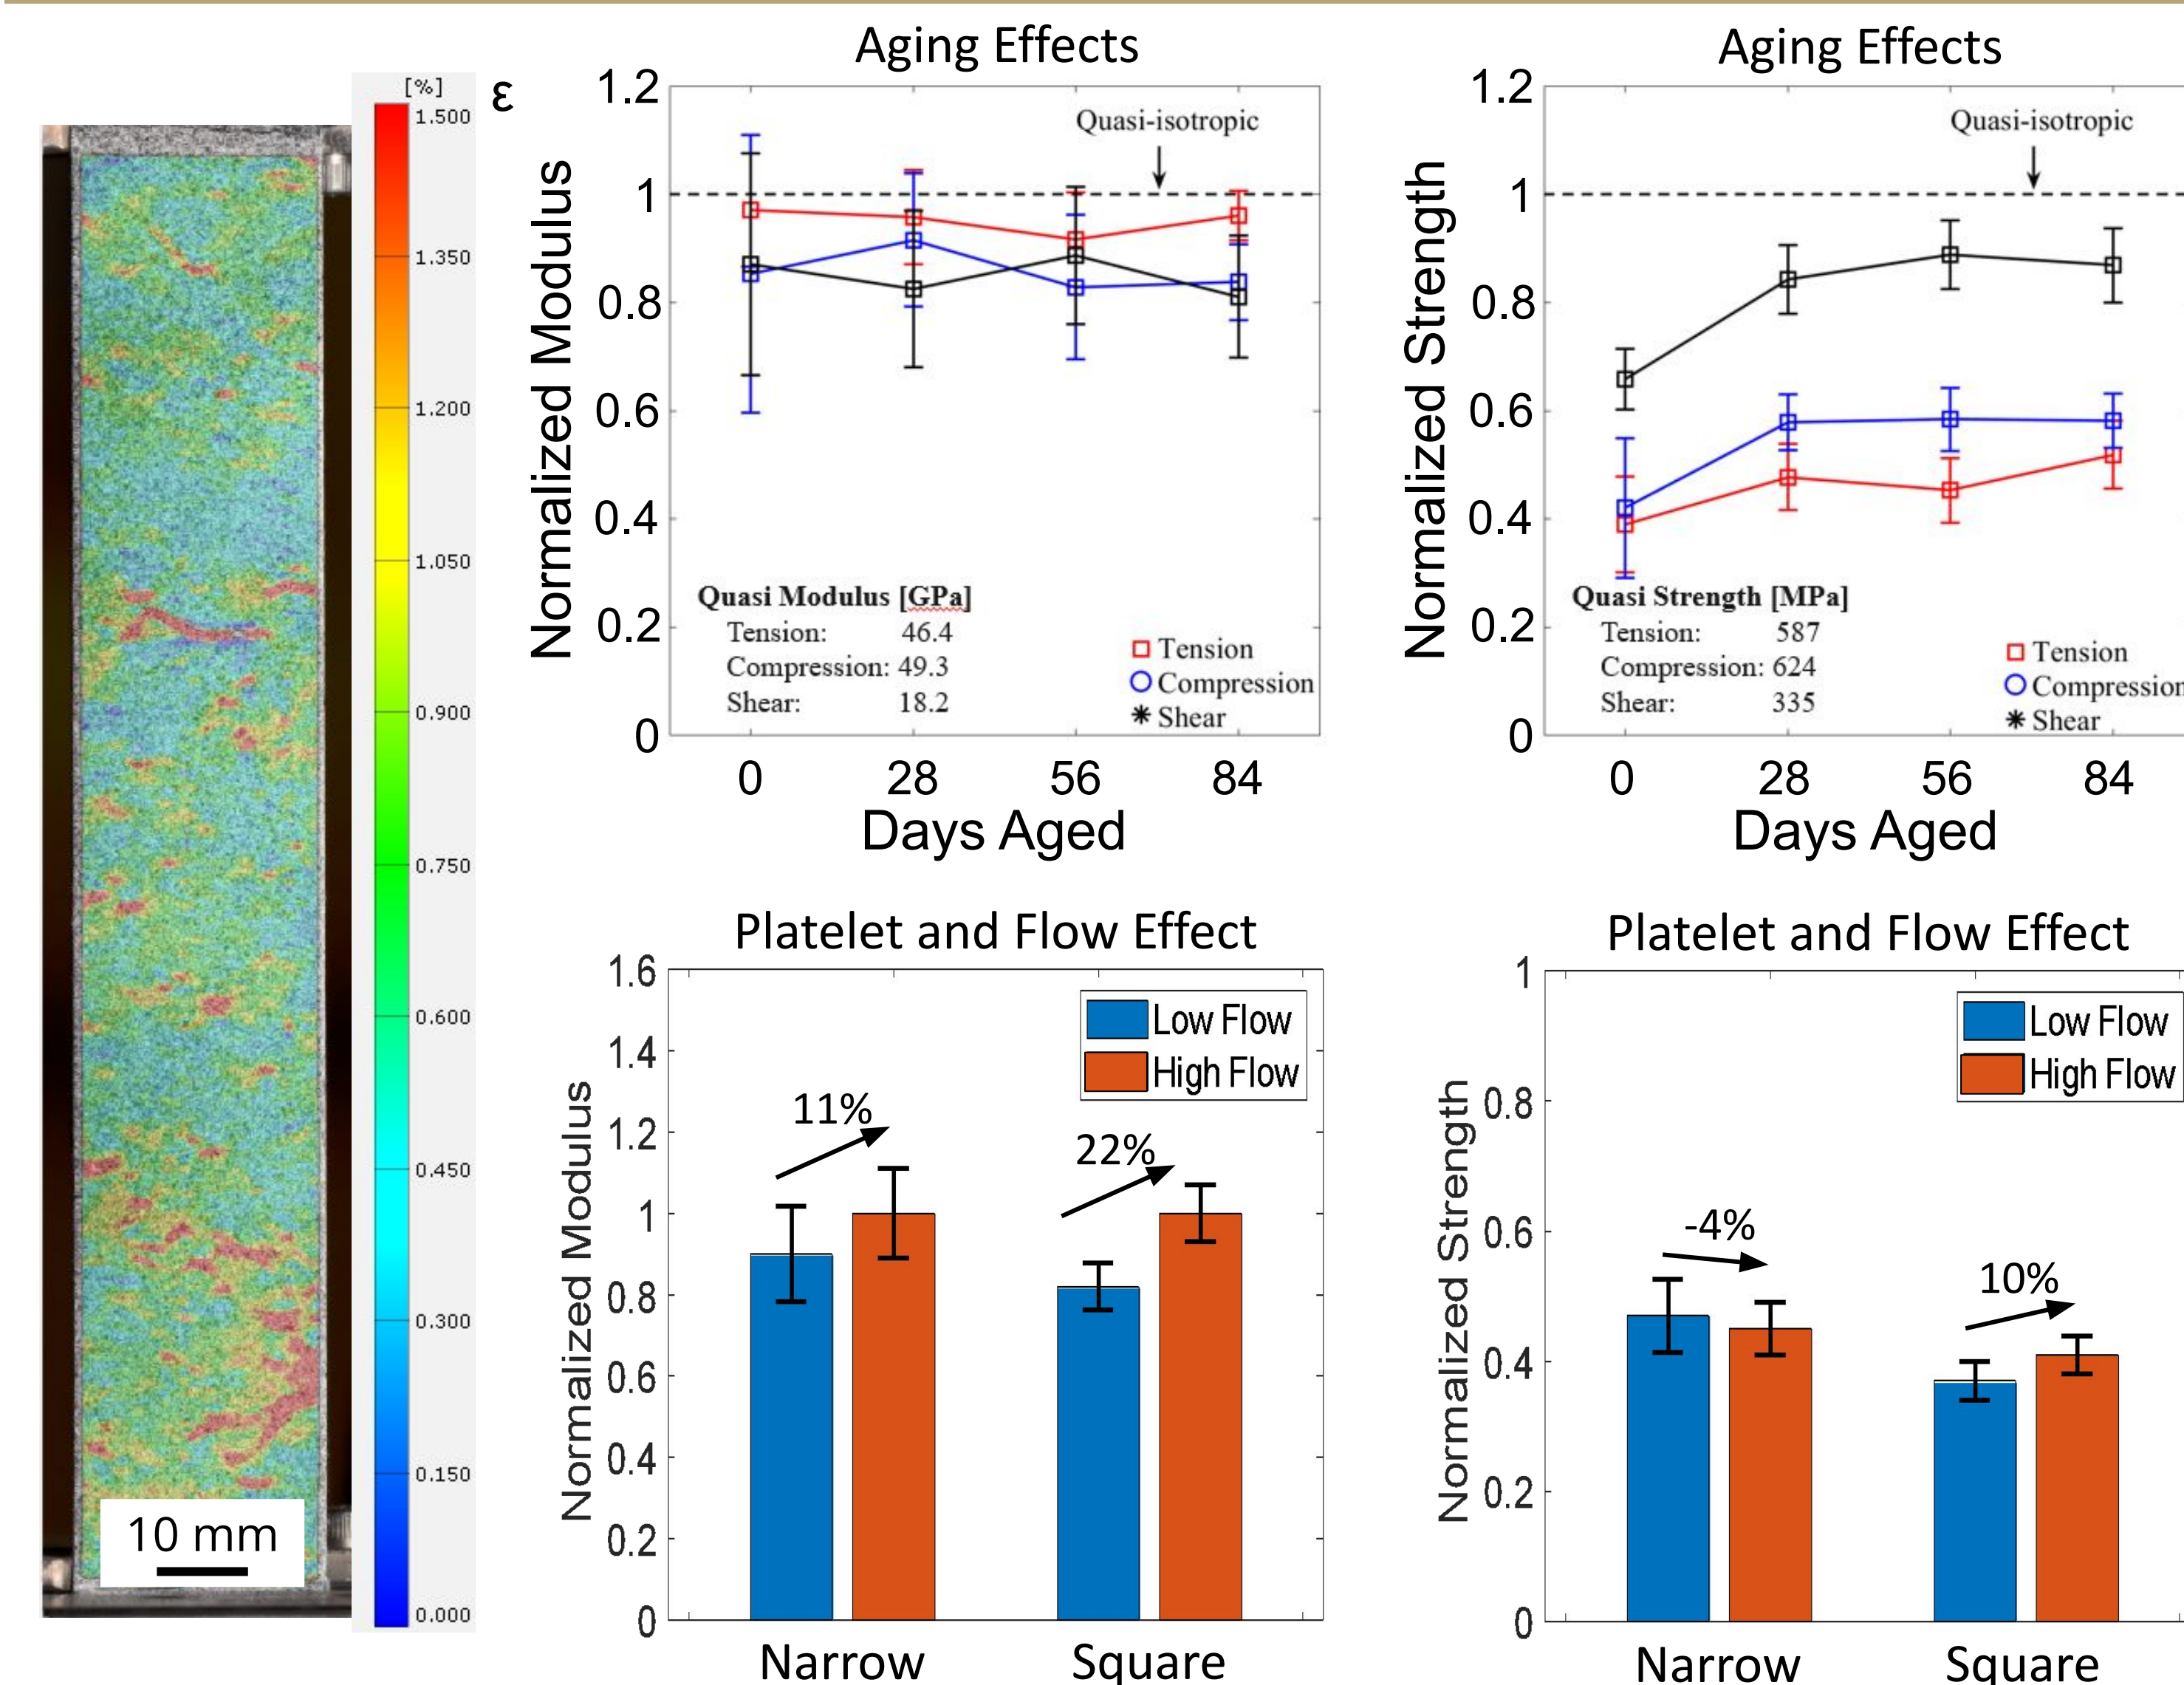 [%]
ε
1.500
1.350
1.200
1.050
0.900
0.750
0.600
0.450
0.300
0.150
0.000
10 mm
Aging Effects
Normalized Modulus
1.2
1
0.8
0.6
0.4
0.2
0
Quasi-isotropic
Quasi Modulus [GPa]
Tension: 46.4
Compression: 49.3
Shear: 18.2
Tension
Compression
Shear
0 28 56 84
Days Aged
Aging Effects
Normalized Strength
1.2
1
0.8
0.6
0.4
0.2
0
Quasi-isotropic
Quasi Strength [MPa]
Tension: 587
Compression: 624
Shear: 335
Tension
Compression
Shear
0 28 56 84
Days Aged
Platelet and Flow Effect
Normalized Modulus
1.6
1.4
1.2
1
0.8
0.6
0.4
0.2
0
Low Flow
High Flow
11%
22%
Narrow Square
Platelet and Flow Effect
Normalized Strength
1
0.8
0.6
0.4
0.2
0
Low Flow
High Flow
-4%
10%
Narrow Square